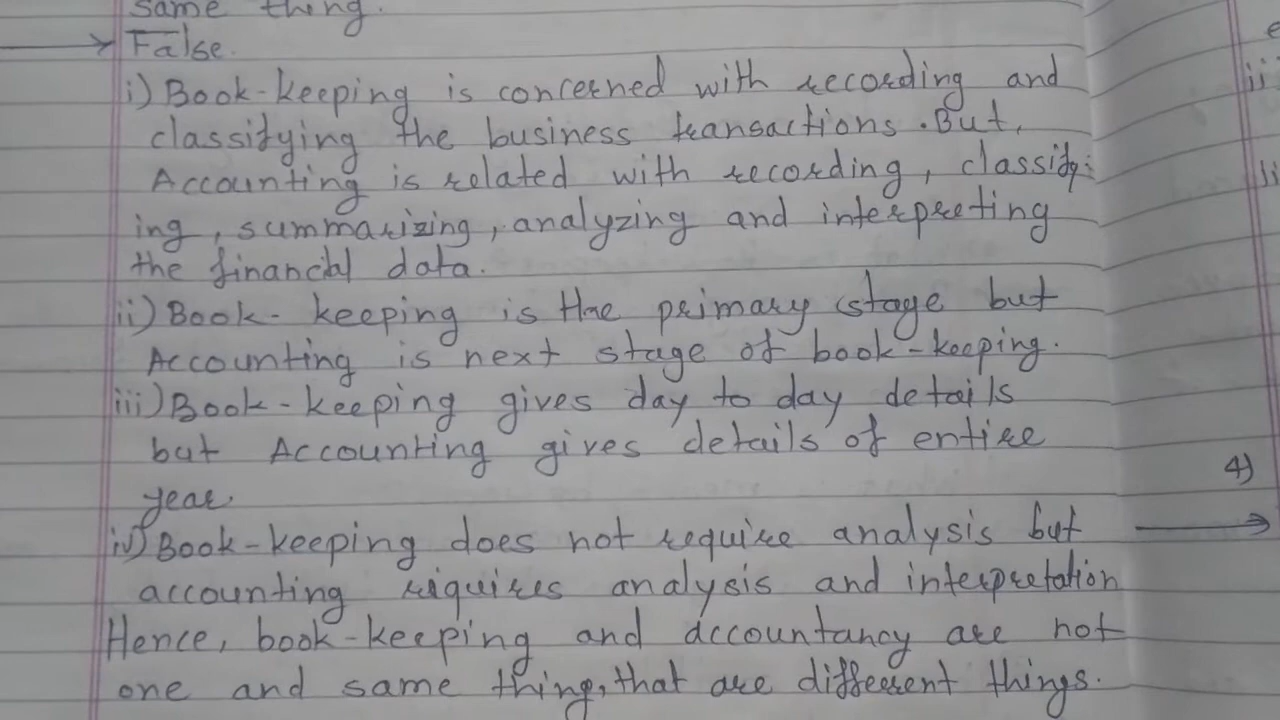 same thing.
False.
i) Book-keeping is concerned with recording and
classifying the business transactions. But,
Accounting is related with recording, classify-
ing, summarizing, analyzing and interpreting
the financial data.
ii) Book-keeping is the primary stage but
Accounting is next stage of book-keeping.
iii) Book-keeping gives day to day details
but Accounting gives details of entire
year.
iv) Book-keeping does not require analysis but
accounting riquires analysis and interpretation
Hence, book-keeping and accountancy are not
one and same thing, that are different things.
ii
4)